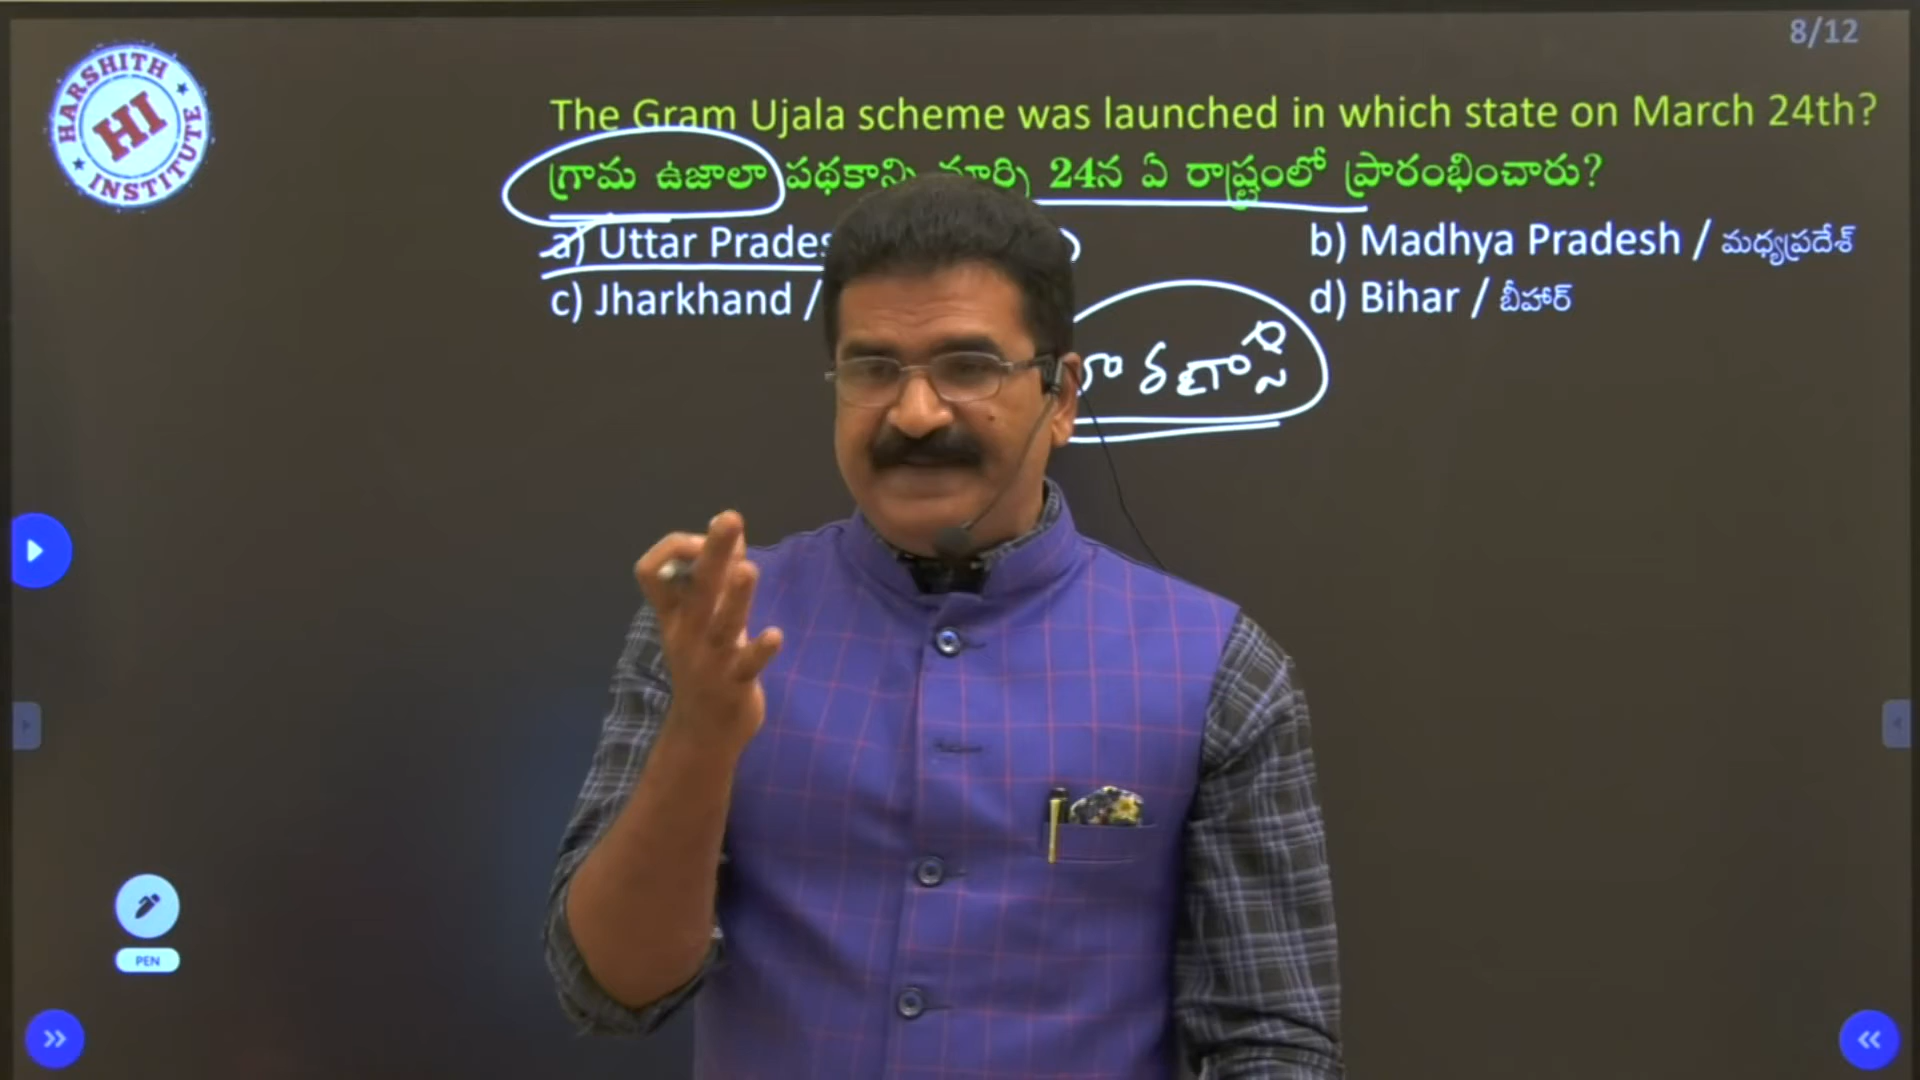 8/12
HARSHITH
HI
INSTITUTE
The Gram Ujala scheme was launched in which state on March 24th?
గ్రామ ఉజాలా పథకాన్ని మార్చి 24న ఏ రాష్ట్రంలో ప్రారంభించారు?
a) Uttar
b) Madhya Pradesh / మధ్యప్రదేశ్
c) Jharkhand /
d) Bihar / బీహార్
PEN